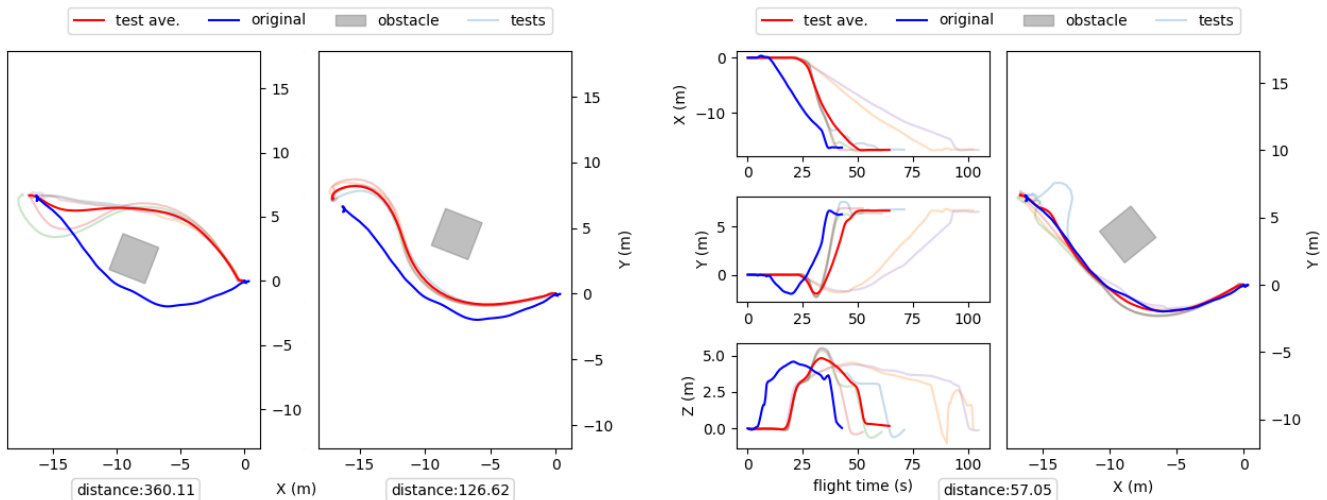 test ave. original obstacle tests
test ave. original obstacle tests
15
10
5
0
−5
−10
−15 −10 −5 0
distance:360.11
X (m)
Y (m)
15
10
5
0
−5
−10
−15 −10 −5 0
distance:126.62
X (m)
0
−10
0 25 50 75 100
Y (m)
5
0
0 25 50 75 100
Z (m)
5.0
2.5
0.0
0 25 50 75 100
flight time (s)
Y (m)
15
10
5
0
−5
−10
−15 −10 −5 0
distance:57.05
X (m)